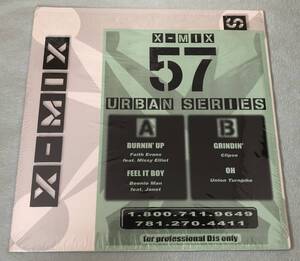 S
X-MIX
X-MIX
57
URBAN SERIES
A
BURNIN' UP
Faith Evans
feat. Missy Elliot
FEEL IT BOY
Beenie Man
feat. Janet
B
GRINDIN'
Clipse
OH
Union Turnpike
1.800.711.9649
781.270.4411
for professional DJs only